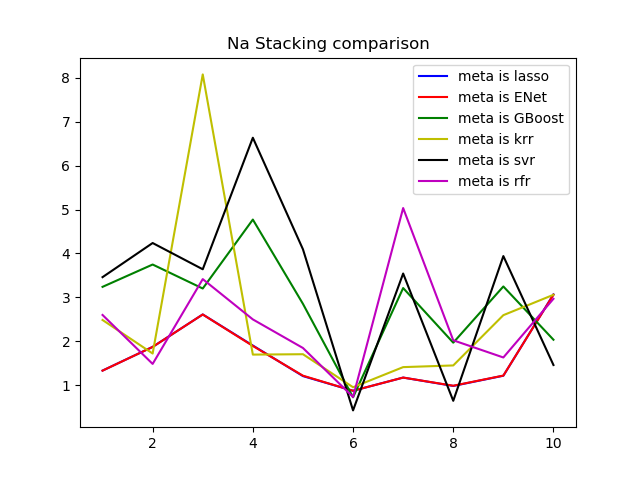 Na Stacking comparison
meta is lasso
meta is ENet
meta is GBoost
meta is krr
meta is svr
meta is rfr
8
7
6
5
4
3
2
1
2 4 6 8 10